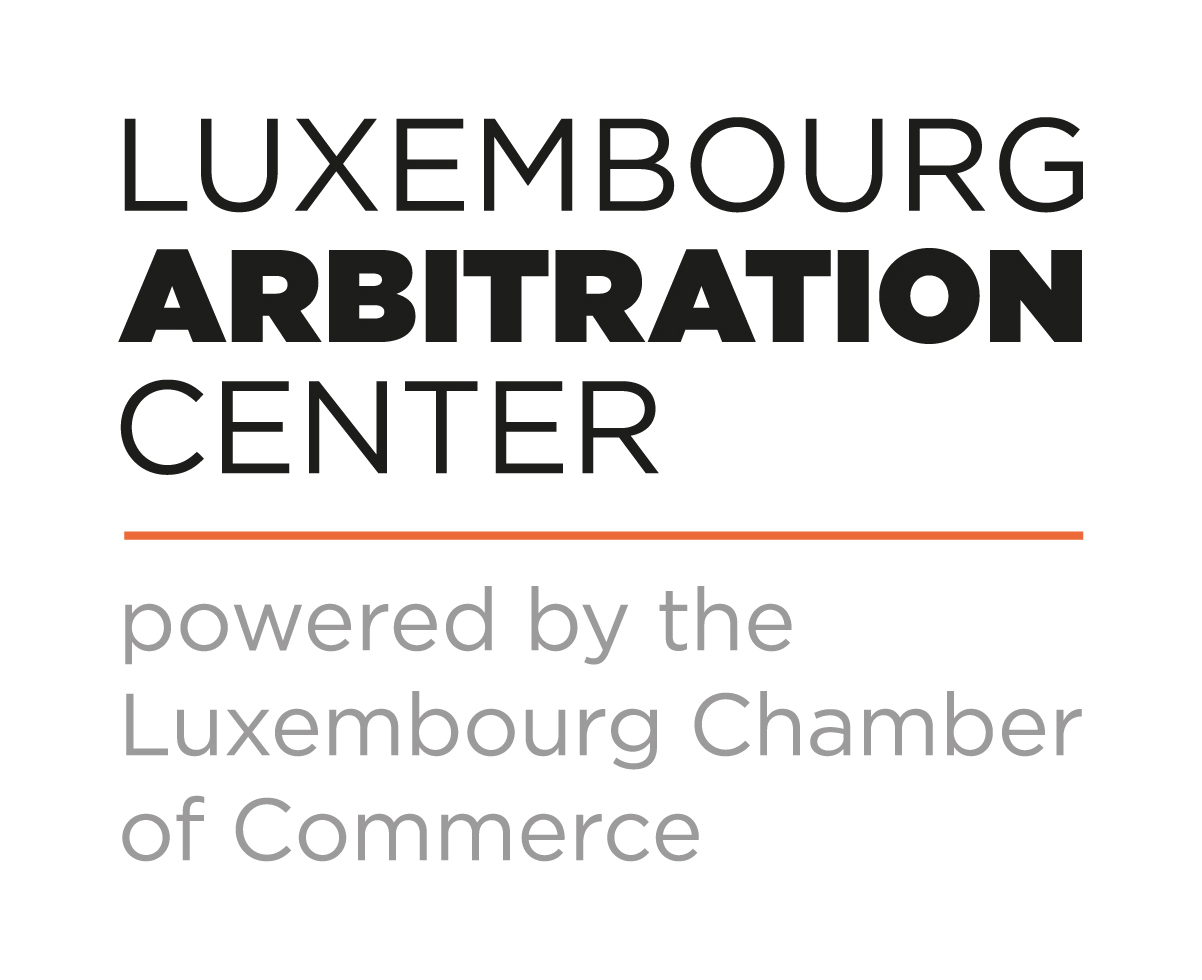 LUXEMBOURG
ARBITRATION
CENTER
powered by the
Luxembourg Chamber
of Commerce